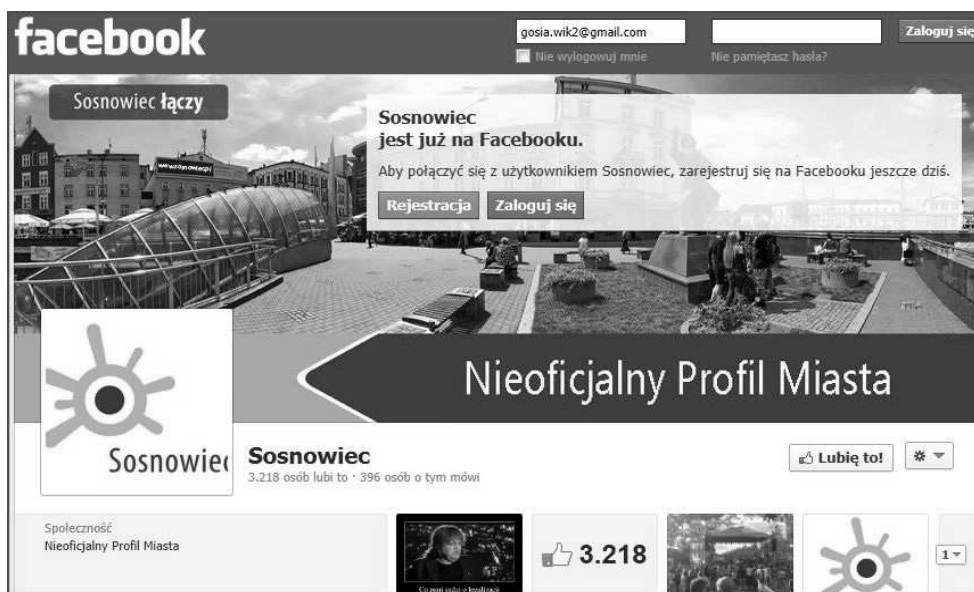 facebook
gosia.wik2@gmail.com
Zaloguj się
Nie wylogowuj mnie
Nie pamiętasz hasła?
Sosnowiec łączy
Sosnowiec
jest już na Facebooku.
Aby połączyć się z użytkownikiem Sosnowiec, zarejestruj się na Facebooku jeszcze dziś.
Rejestracja
Zaloguj się
Nieoficjalny Profil Miasta
Sosnowiec
Sosnowiec
3.218 osób lubi to · 396 osób o tym mówi
Lubię to!
Społeczność
Nieoficjalny Profil Miasta
3.218
1